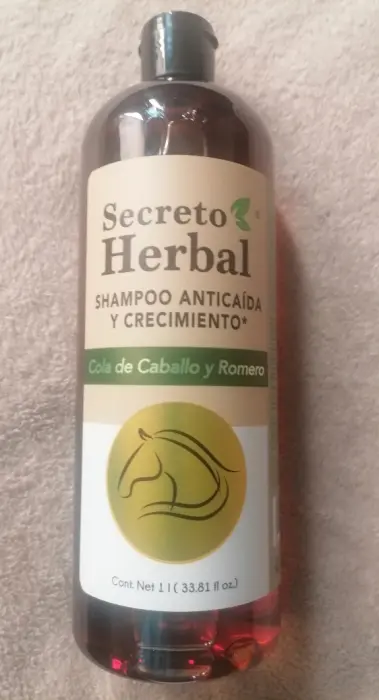 Secreto
Herbal
SHAMPOO ANTICAÍDA
Y CRECIMIENTO*
Cola de Caballo y Romero
Cont. Net 1 l ( 33.81 fl oz.)